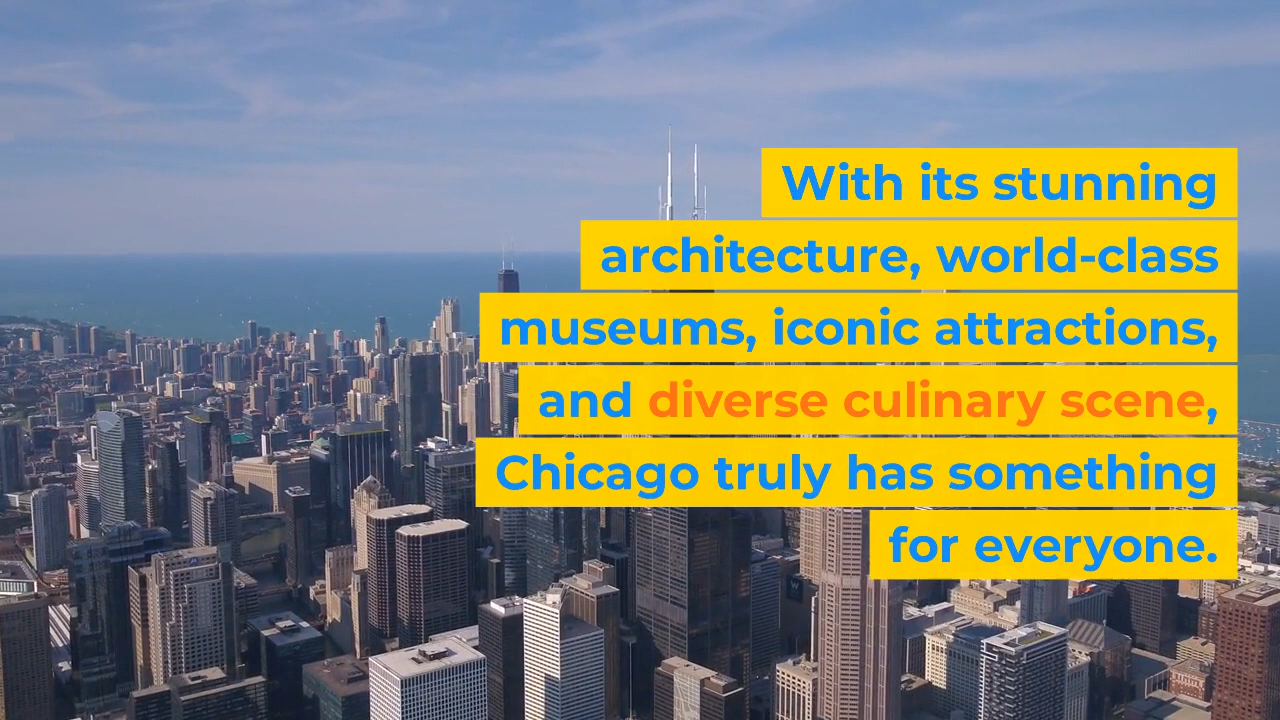 With its stunning
architecture, world-class
museums, iconic attractions,
and diverse culinary scene,
Chicago truly has something
for everyone.